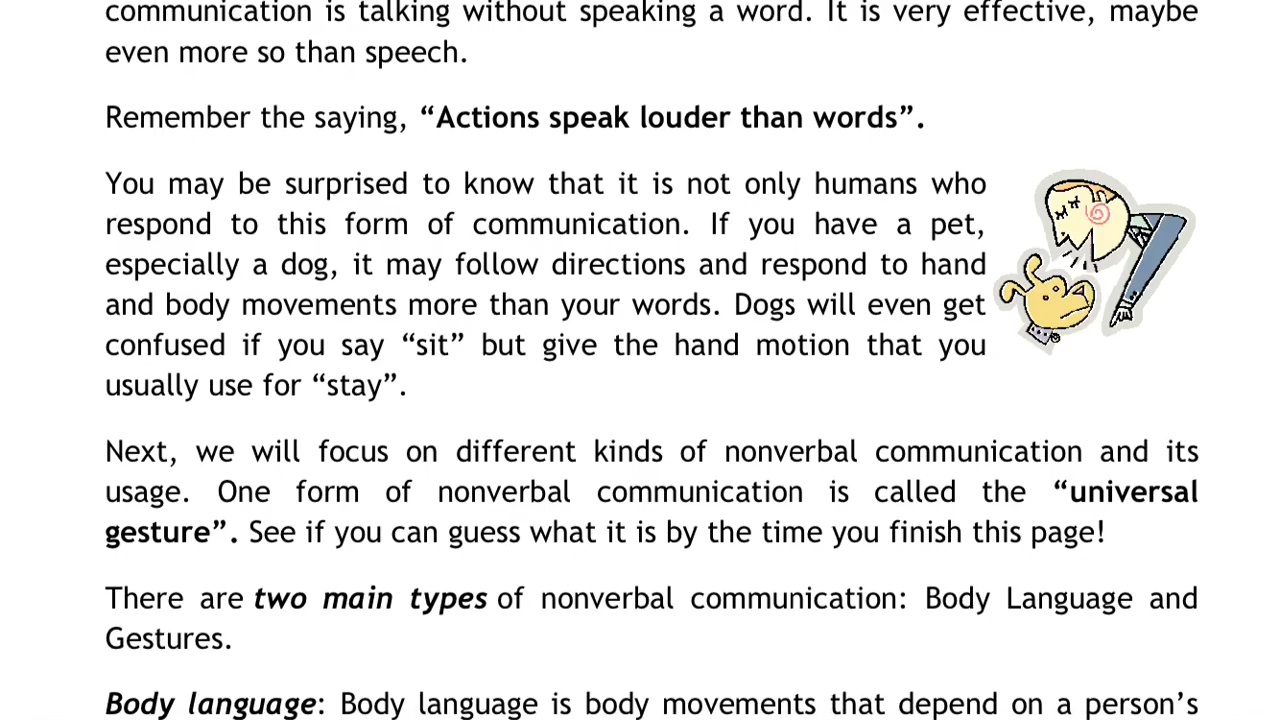 communication is talking without speaking a word. It is very effective, maybe
even more so than speech.
Remember the saying, “Actions speak louder than words”.
You may be surprised to know that it is not only humans who
respond to this form of communication. If you have a pet,
especially a dog, it may follow directions and respond to hand
and body movements more than your words. Dogs will even get
confused if you say “sit” but give the hand motion that you
usually use for “stay”.
Next, we will focus on different kinds of nonverbal communication and its
usage. One form of nonverbal communication is called the “universal
gesture”. See if you can guess what it is by the time you finish this page!
There are two main types of nonverbal communication: Body Language and
Gestures.
Body language: Body language is body movements that depend on a person’s